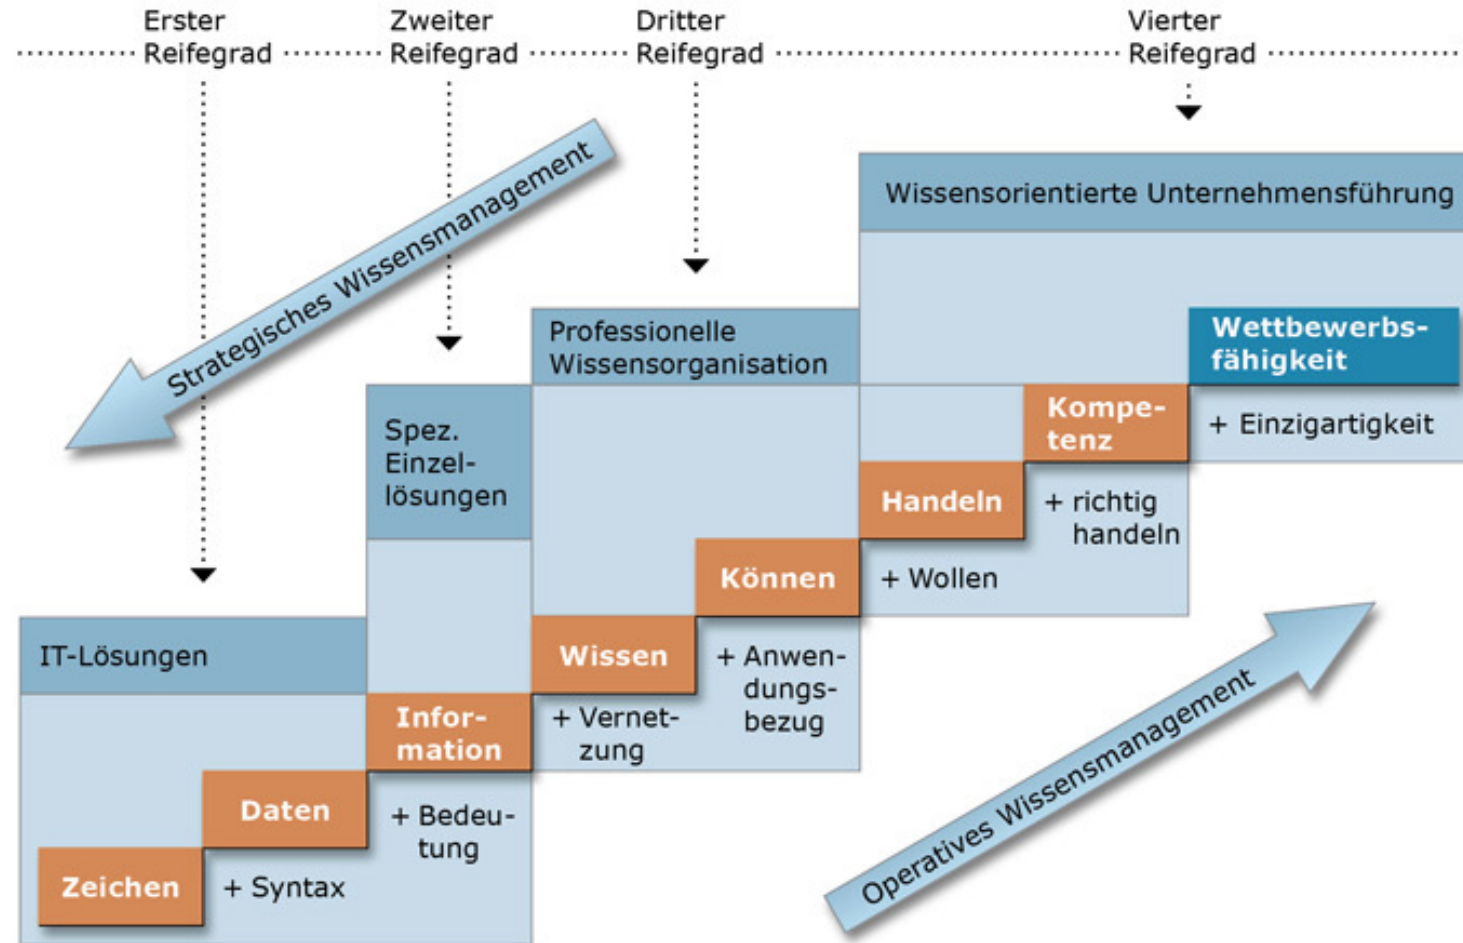 Erster
Reifegrad
Zweiter
Reifegrad
Dritter
Reifegrad
Vierter
Reifegrad
Strategisches Wissensmanagement
Wissensorientierte Unternehmensführung
Professionelle
Wissensorganisation
Wettbewerbs-
fähigkeit
Spez.
Einzel-
lösungen
Kompe-
tenz
+ Einzigartigkeit
Handeln
+ richtig
handeln
Können
+ Wollen
IT-Lösungen
Wissen
+ Anwen-
dungs-
bezug
Infor-
mation
+ Vernet-
zung
Daten
+ Bedeu-
tung
Zeichen
+ Syntax
Operatives Wissensmanagement